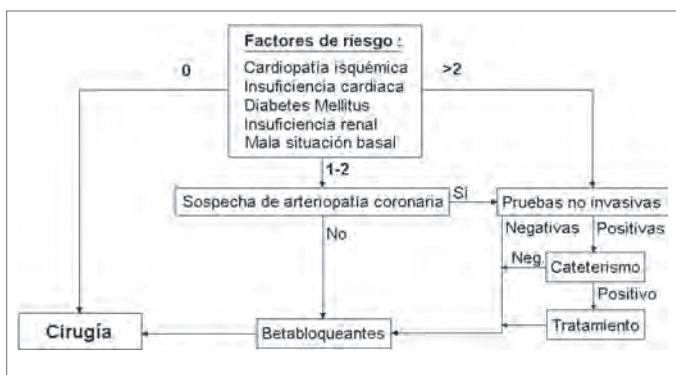 Factores de riesgo :
0
>2
Cardiopatía isquémica
Insuficiencia cardiaca
Diabetes Mellitus
Insuficiencia renal
Mala situación basal
1-2
Sospecha de arteriopatía coronaria
Sí
Pruebas no invasivas
No
Negativas
Positivas
Neg.
Cateterismo
Positivo
Cirugía
Betabloqueantes
Tratamiento